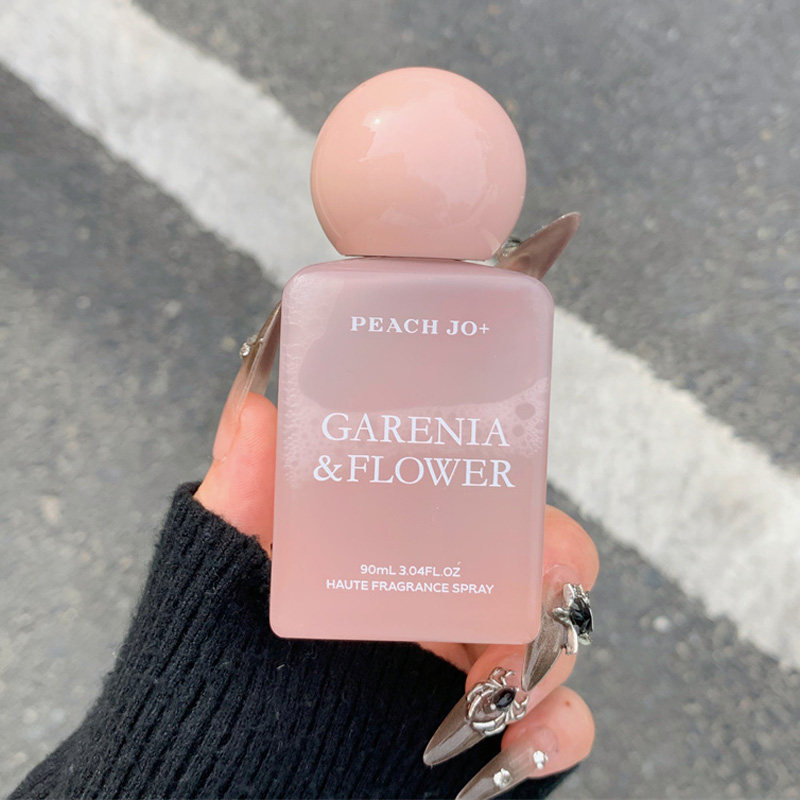 PEACH JO+
GARENIA
&FLOWER
90mL 3.04FL.OZ
HAUTE FRAGRANCE SPRAY